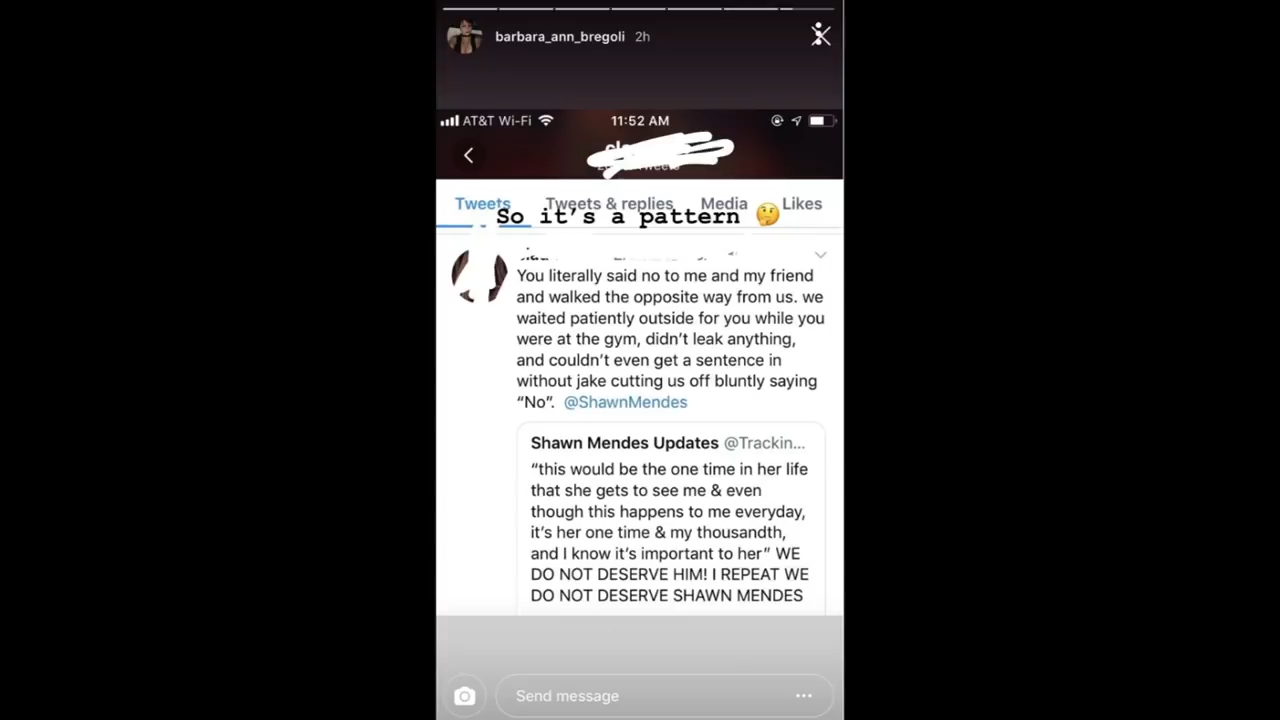 barbara_ann_bregoli 2h
AT&T Wi-Fi 11:52 AM
Tweets Tweets & replies Media Likes
So it's a pattern 🤔
You literally said no to me and my friend
and walked the opposite way from us. we
waited patiently outside for you while you
were at the gym, didn't leak anything,
and couldn't even get a sentence in
without jake cutting us off bluntly saying
“No”. @ShawnMendes
Shawn Mendes Updates @Trackin...
“this would be the one time in her life
that she gets to see me & even
though this happens to me everyday,
it's her one time & my thousandth,
and I know it's important to her” WE
DO NOT DESERVE HIM! I REPEAT WE
DO NOT DESERVE SHAWN MENDES
Send message